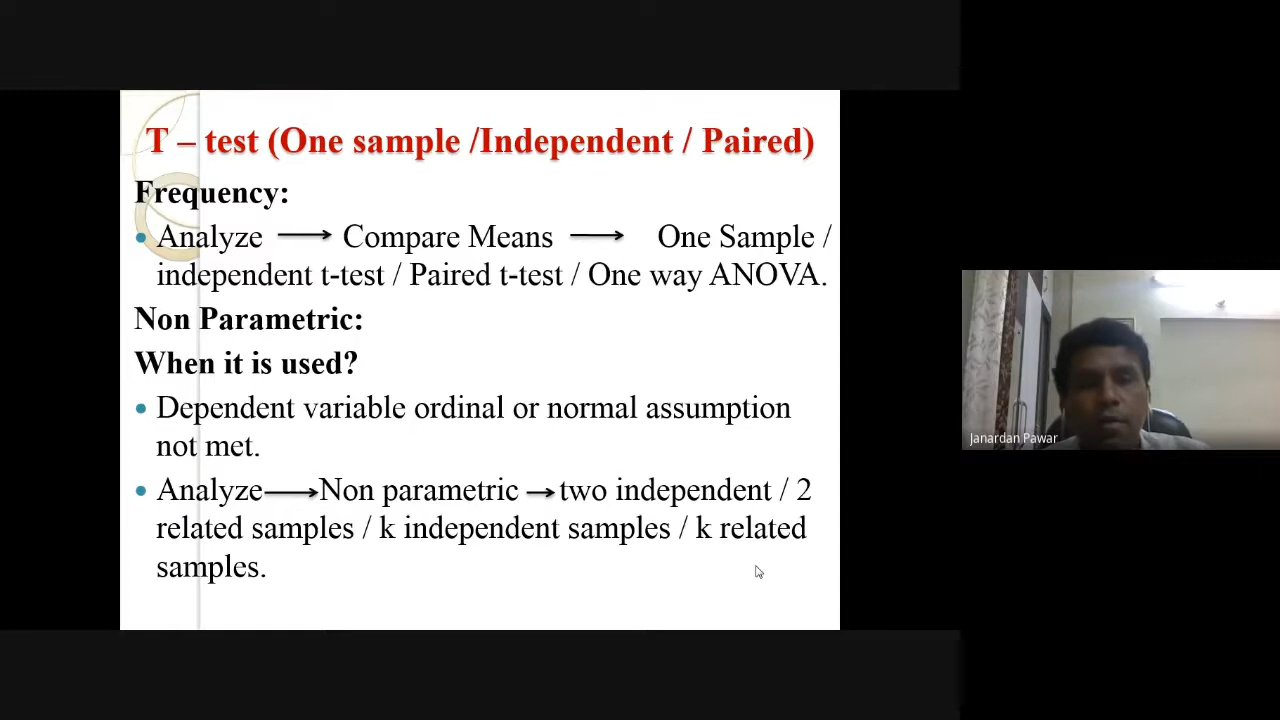 T – test (One sample /Independent / Paired)
Frequency:
• Analyze → Compare Means → One Sample /
independent t-test / Paired t-test / One way ANOVA.
Non Parametric:
When it is used?
• Dependent variable ordinal or normal assumption
not met.
• Analyze → Non parametric → two independent / 2
related samples / k independent samples / k related
samples.
Janardan Pawar